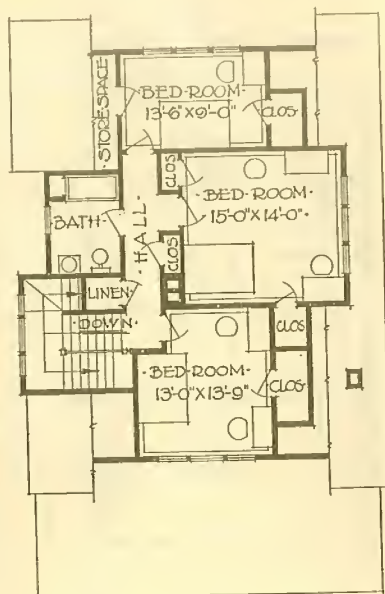 STORE SPACE
BED-ROOM·
13'-6"X9'-0"
CLOS
CLOS
BED-ROOM·
15'-0"X14'-0"·
BATH
HALL
CLOS
LINEN
DOWN
CLOS
BED-ROOM·
13'-0"X13'-9"
CLOS